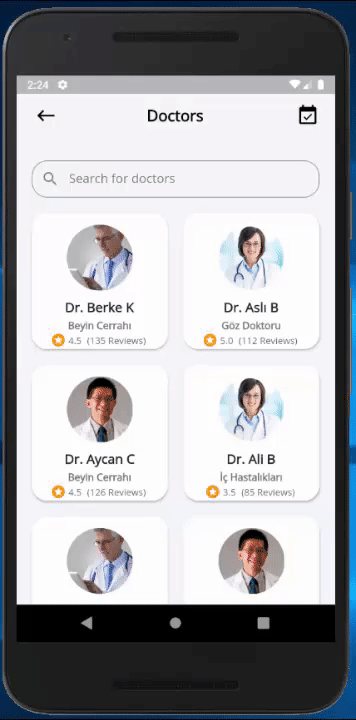 2:24
Doctors
Search for doctors
Dr. Berke K
Beyin Cerrahı
4.5 (135 Reviews)
Dr. Aslı B
Göz Doktoru
5.0 (112 Reviews)
Dr. Aycan C
Beyin Cerrahı
4.5 (126 Reviews)
Dr. Ali B
İç Hastalıkları
3.5 (85 Reviews)